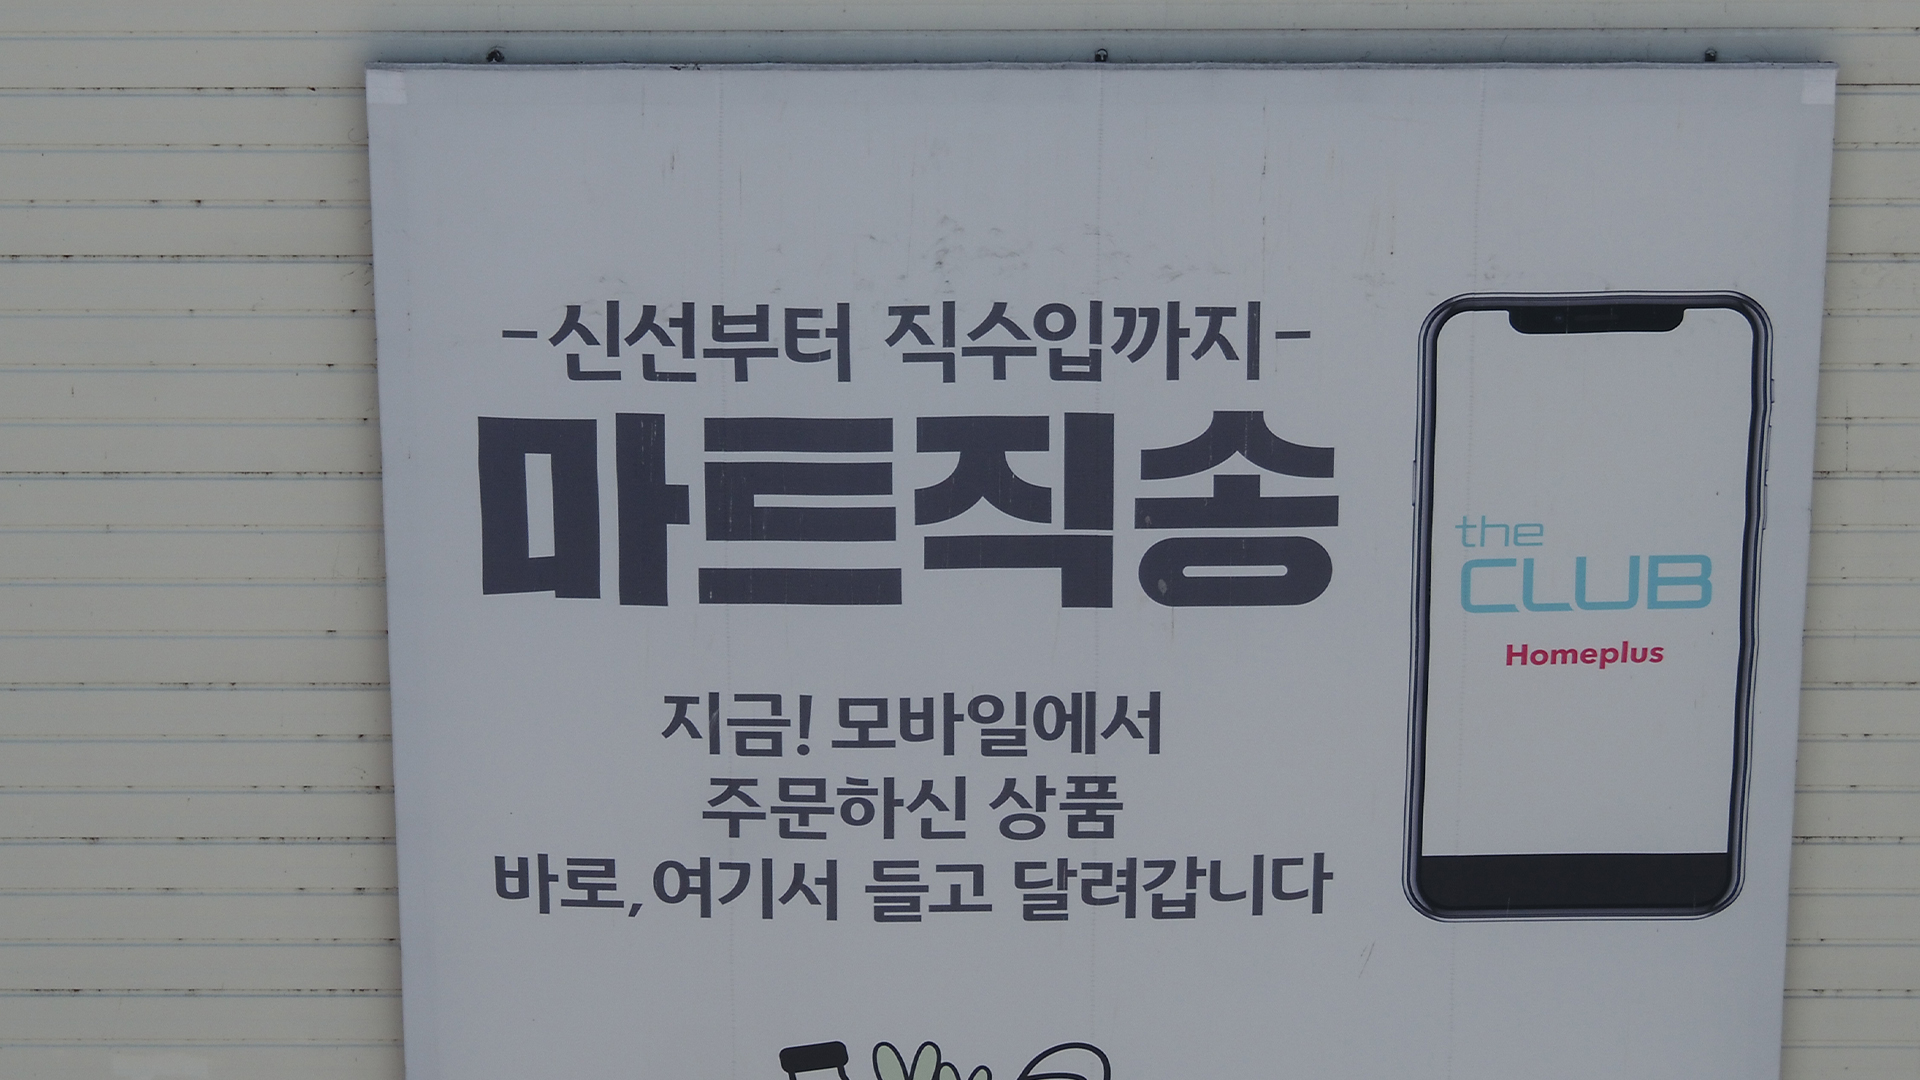 -신선부터 직수입까지-
마트직송
지금! 모바일에서
주문하신 상품
바로, 여기서 들고 달려갑니다
the
CLUB
Homeplus